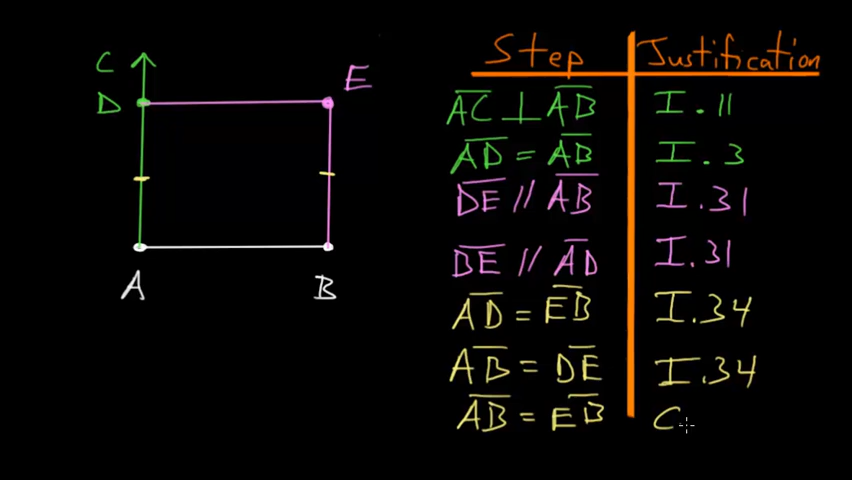 C
D
E
A
B
Step Justification
AC ⊥ AB I.11
AD = AB I.3
DE // AB I.31
BE // AD I.31
AD = EB I.34
AB = DE I.34
AB = EB C